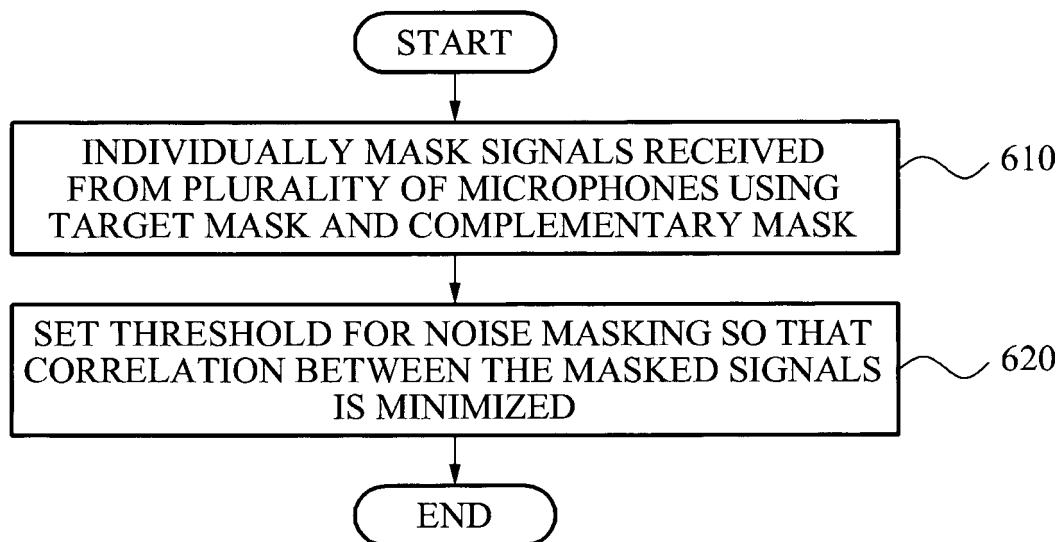 START
INDIVIDUALLY MASK SIGNALS RECEIVED
FROM PLURALITY OF MICROPHONES USING
TARGET MASK AND COMPLEMENTARY MASK
610
SET THRESHOLD FOR NOISE MASKING SO THAT
CORRELATION BETWEEN THE MASKED SIGNALS
IS MINIMIZED
620
END